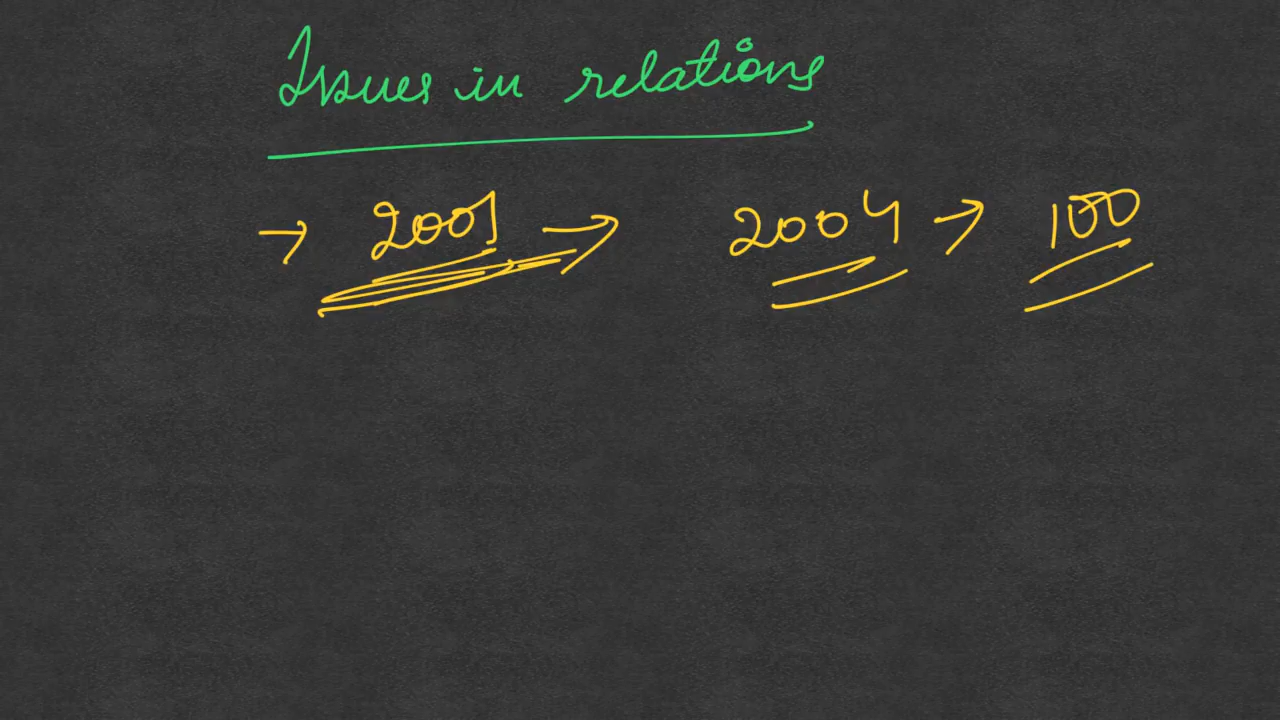 Issues in relations
→ 2001 → 2004 → 100